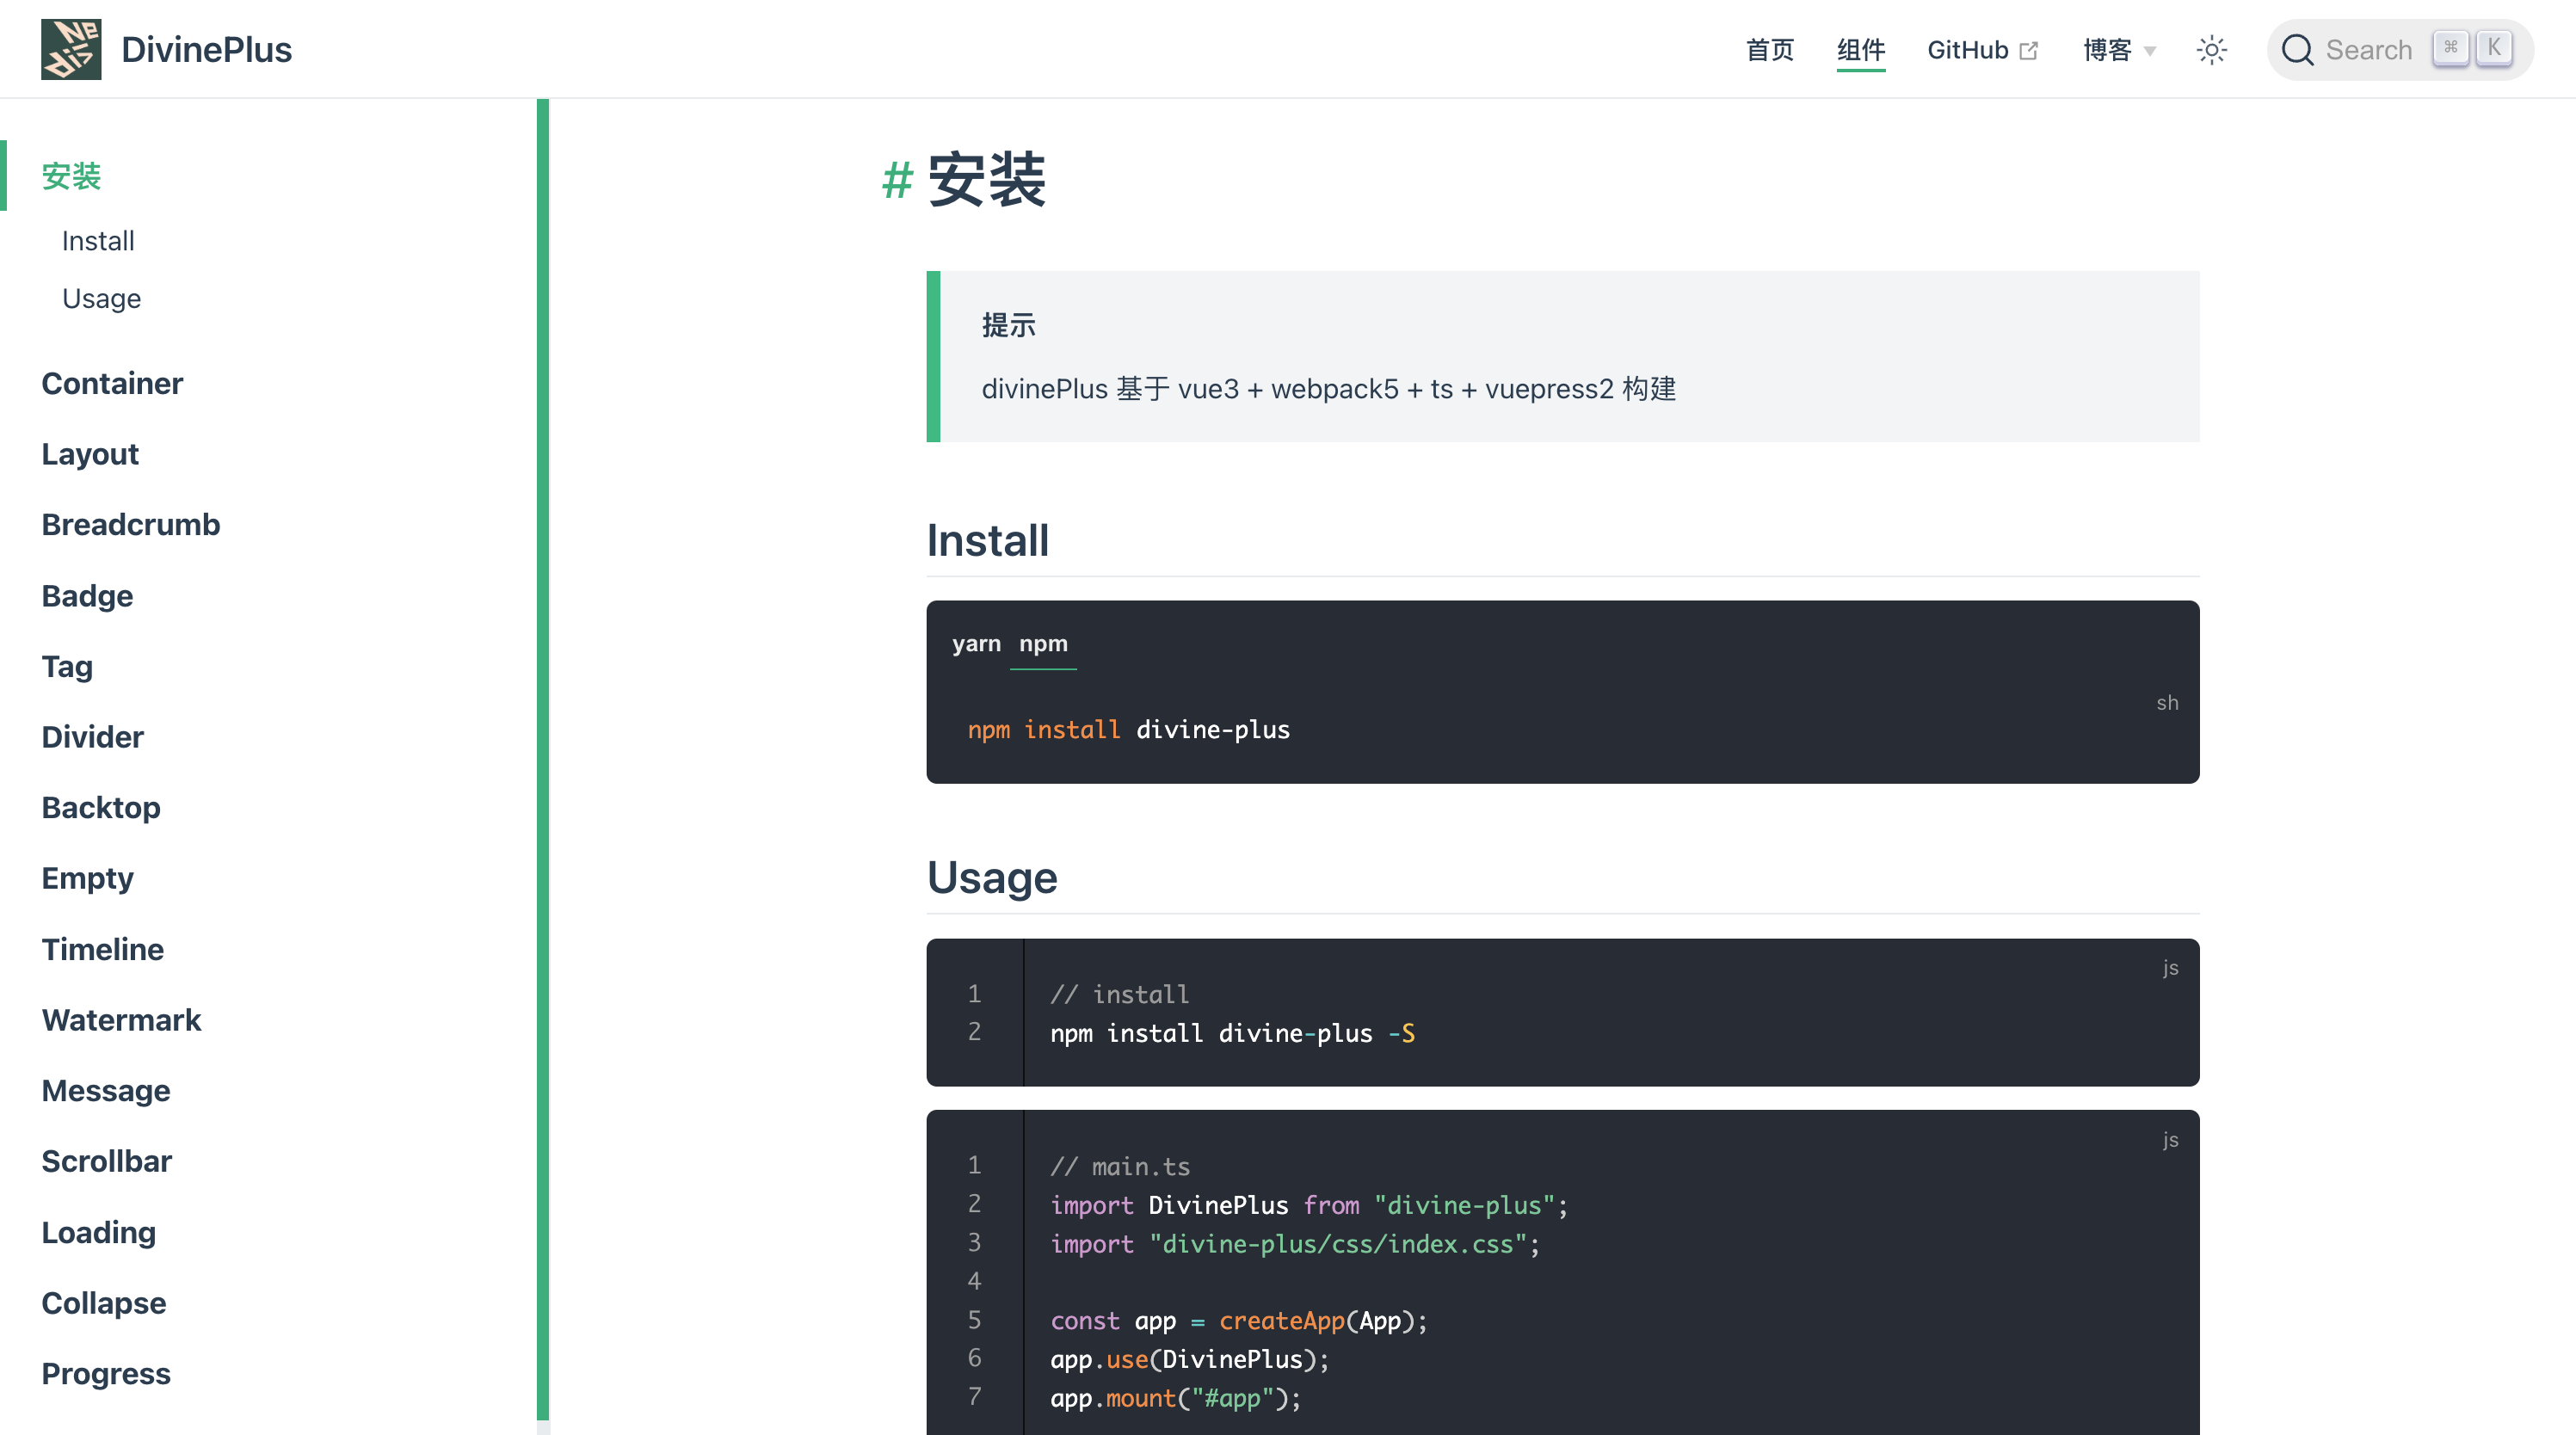 DivinePlus
首页 组件 GitHub 博客 Search ⌘ K
安装
Install
Usage
Container
Layout
Breadcrumb
Badge
Tag
Divider
Backtop
Empty
Timeline
Watermark
Message
Scrollbar
Loading
Collapse
Progress
# 安装
提示
divinePlus 基于 vue3 + webpack5 + ts + vuepress2 构建
Install
yarn npm
sh
npm install divine-plus
Usage
js
1 // install
2 npm install divine-plus -S
js
1 // main.ts
2 import DivinePlus from "divine-plus";
3 import "divine-plus/css/index.css";
4
5 const app = createApp(App);
6 app.use(DivinePlus);
7 app.mount("#app");